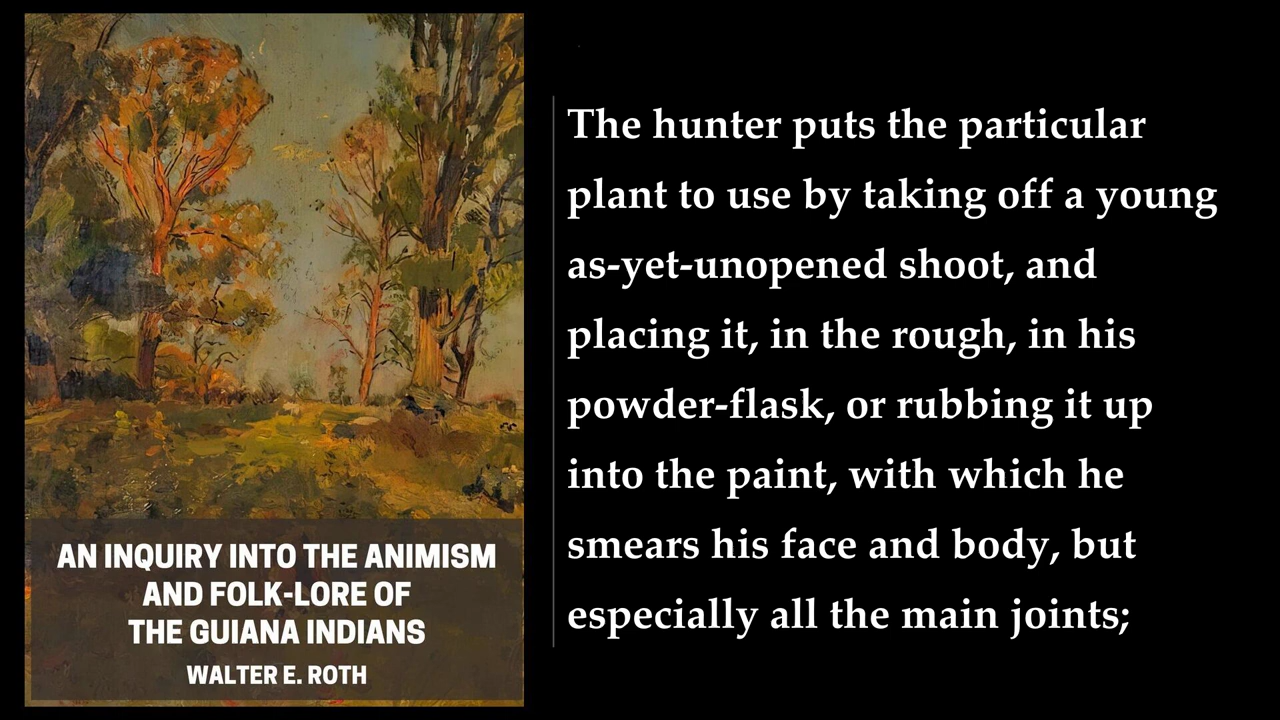 AN INQUIRY INTO THE ANIMISM
AND FOLK-LORE OF
THE GUIANA INDIANS
WALTER E. ROTH
The hunter puts the particular
plant to use by taking off a young
as-yet-unopened shoot, and
placing it, in the rough, in his
powder-flask, or rubbing it up
into the paint, with which he
smears his face and body, but
especially all the main joints;